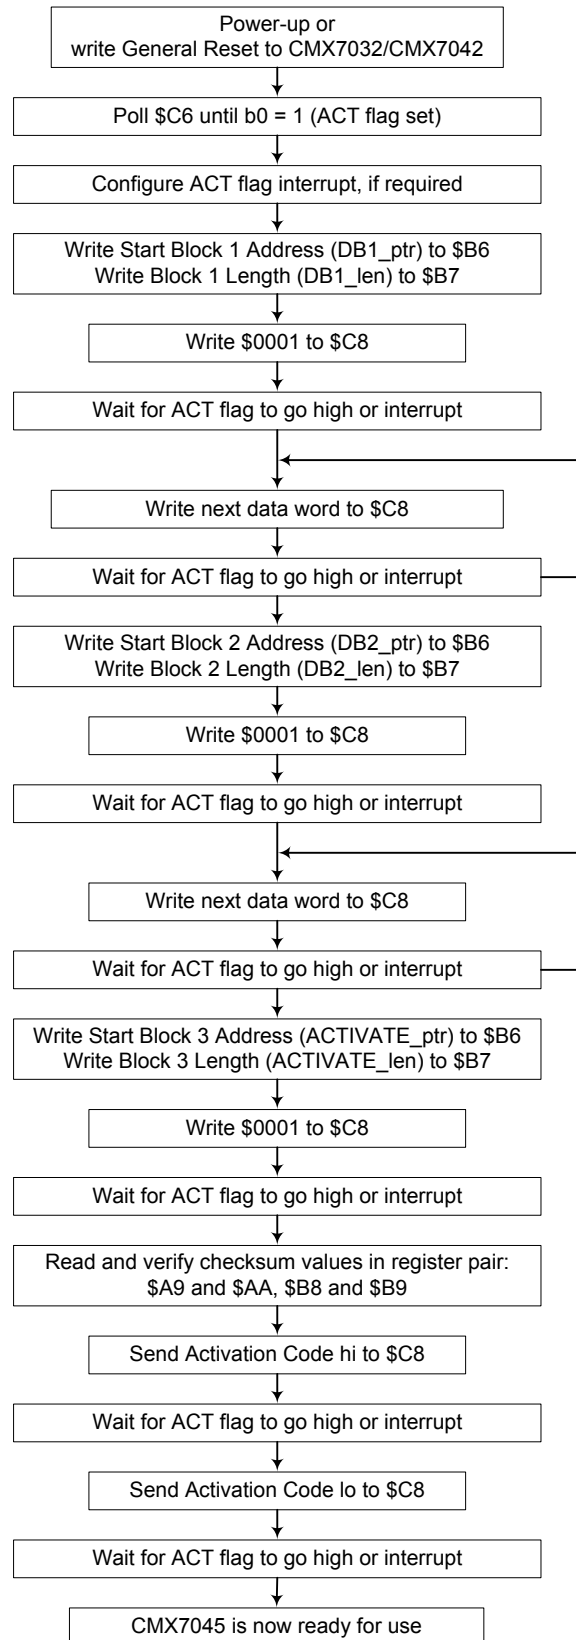 Power-up or
write General Reset to CMX7032/CMX7042
Poll $C6 until b0 = 1 (ACT flag set)
Configure ACT flag interrupt, if required
Write Start Block 1 Address (DB1_ptr) to $B6
Write Block 1 Length (DB1_len) to $B7
Write $0001 to $C8
Wait for ACT flag to go high or interrupt
Write next data word to $C8
Wait for ACT flag to go high or interrupt
Write Start Block 2 Address (DB2_ptr) to $B6
Write Block 2 Length (DB2_len) to $B7
Write $0001 to $C8
Wait for ACT flag to go high or interrupt
Write next data word to $C8
Wait for ACT flag to go high or interrupt
Write Start Block 3 Address (ACTIVATE_ptr) to $B6
Write Block 3 Length (ACTIVATE_len) to $B7
Write $0001 to $C8
Wait for ACT flag to go high or interrupt
Read and verify checksum values in register pair:
$A9 and $AA, $B8 and $B9
Send Activation Code hi to $C8
Wait for ACT flag to go high or interrupt
Send Activation Code lo to $C8
Wait for ACT flag to go high or interrupt
CMX7045 is now ready for use